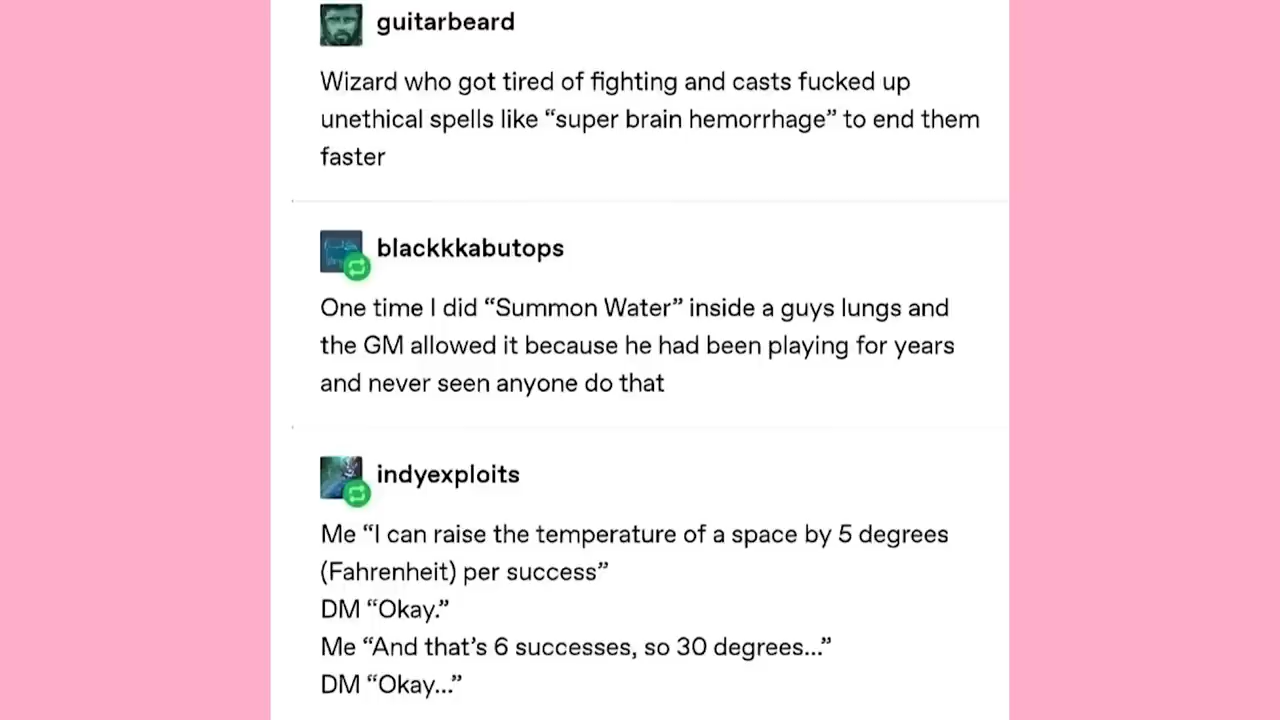 guitarbeard
Wizard who got tired of fighting and casts fucked up
unethical spells like “super brain hemorrhage” to end them
faster
blackkkabutops
One time I did “Summon Water” inside a guys lungs and
the GM allowed it because he had been playing for years
and never seen anyone do that
indyexploits
Me “I can raise the temperature of a space by 5 degrees
(Fahrenheit) per success”
DM “Okay.”
Me “And that’s 6 successes, so 30 degrees...”
DM “Okay...”